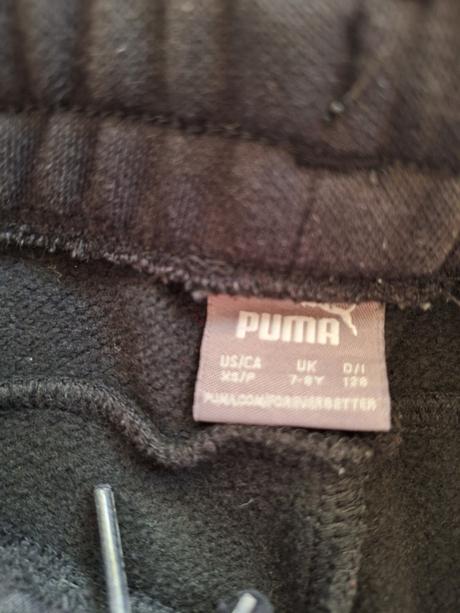 PUMA
US/CA UK D/I
XS/P 7-8Y 128
PUMA.COM/FOREVERBETTER